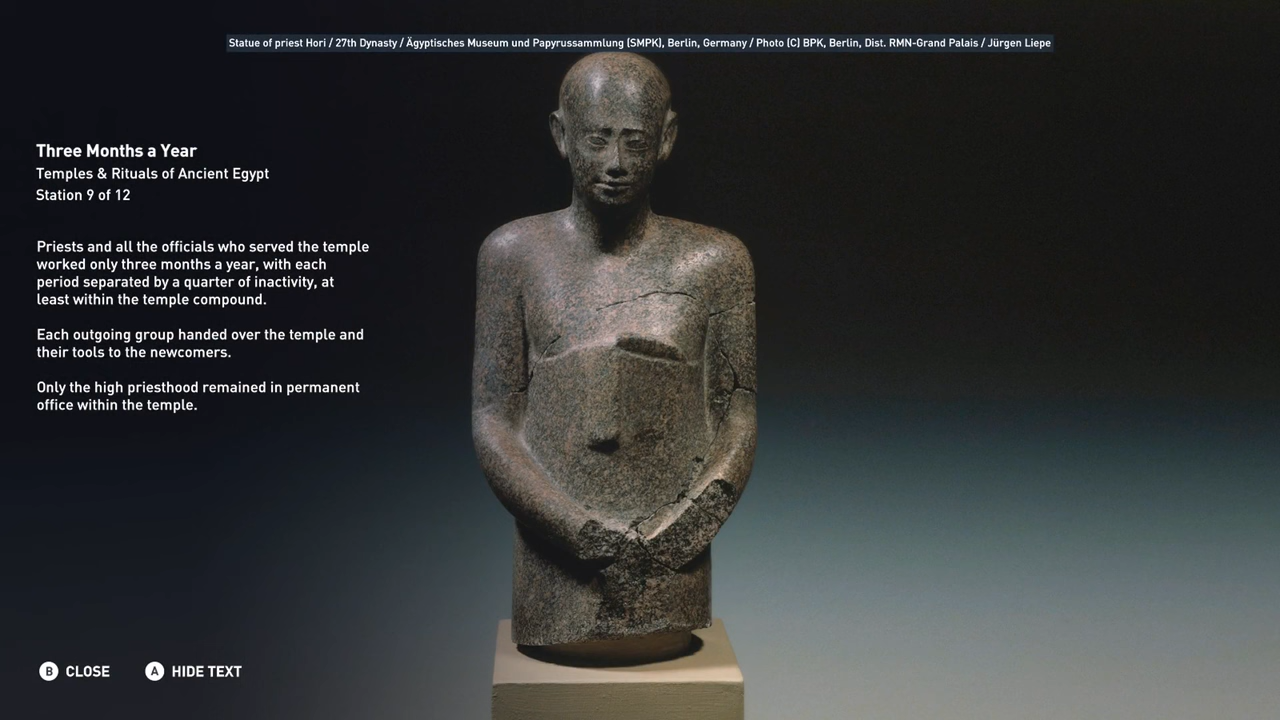 Statue of priest Hori / 27th Dynasty / Ägyptisches Museum und Papyrussammlung (SMPK), Berlin, Germany / Photo (C) BPK, Berlin, Dist. RMN-Grand Palais / Jürgen Liepe
Three Months a Year
Temples & Rituals of Ancient Egypt
Station 9 of 12
Priests and all the officials who served the temple
worked only three months a year, with each
period separated by a quarter of inactivity, at
least within the temple compound.
Each outgoing group handed over the temple and
their tools to the newcomers.
Only the high priesthood remained in permanent
office within the temple.
B CLOSE A HIDE TEXT